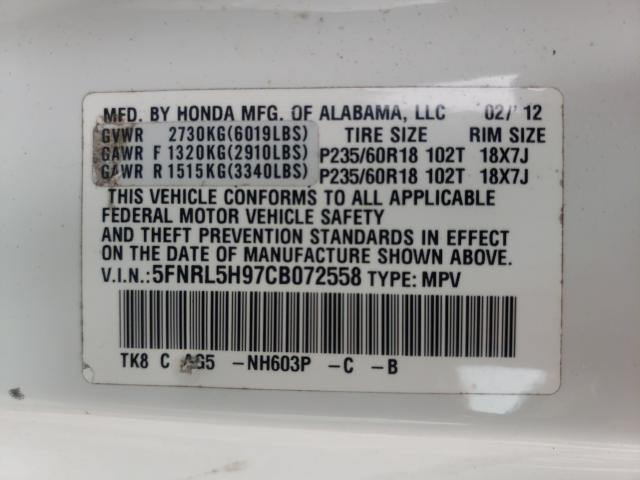 MFD. BY HONDA MFG. OF ALABAMA, LLC 02/'12
GVWR 2730KG(6019LBS) TIRE SIZE RIM SIZE
GAWR F 1320KG(2910LBS) P235/60R18 102T 18X7J
GAWR R 1515KG(3340LBS) P235/60R18 102T 18X7J
THIS VEHICLE CONFORMS TO ALL APPLICABLE
FEDERAL MOTOR VEHICLE SAFETY
AND THEFT PREVENTION STANDARDS IN EFFECT
ON THE DATE OF MANUFACTURE SHOWN ABOVE.
V.I.N.:5FNRL5H97CB072558 TYPE: MPV
TK8 C -NH603P -C -B